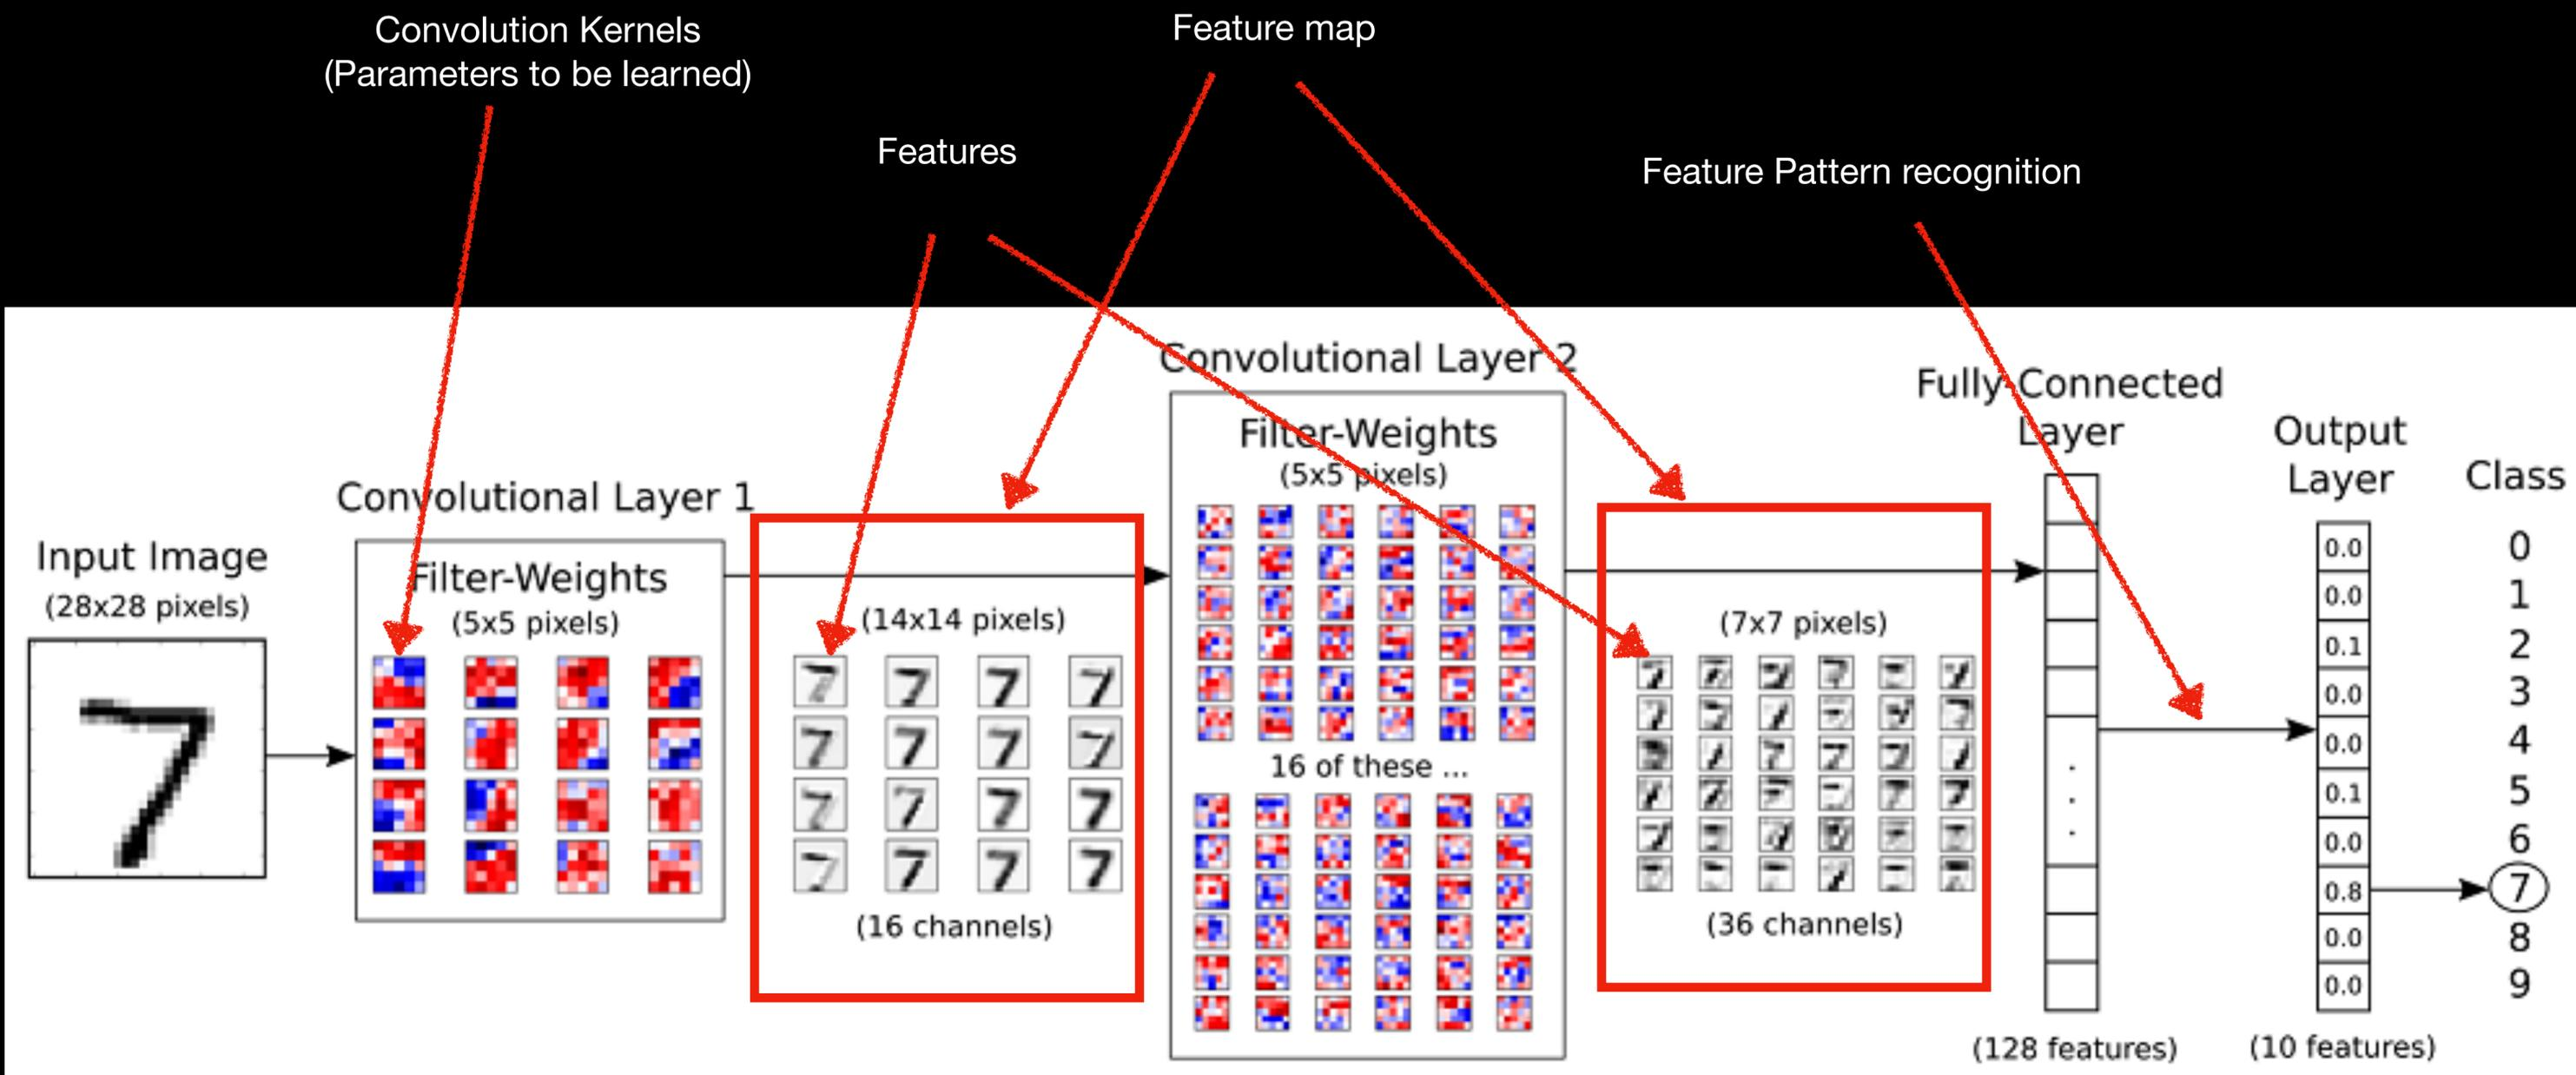 Convolution Kernels
(Parameters to be learned)
Feature map
Features
Feature Pattern recognition
Input Image
(28x28 pixels)
Convolutional Layer 1
Filter-Weights
(5x5 pixels)
(14x14 pixels)
(16 channels)
Convolutional Layer 2
Filter-Weights
(5x5 pixels)
16 of these ...
(7x7 pixels)
(36 channels)
Fully Connected
Layer
(128 features)
Output
Layer
0.0
0.0
0.1
0.0
0.0
0.1
0.0
0.8
0.0
0.0
(10 features)
Class
0
1
2
3
4
5
6
7
8
9